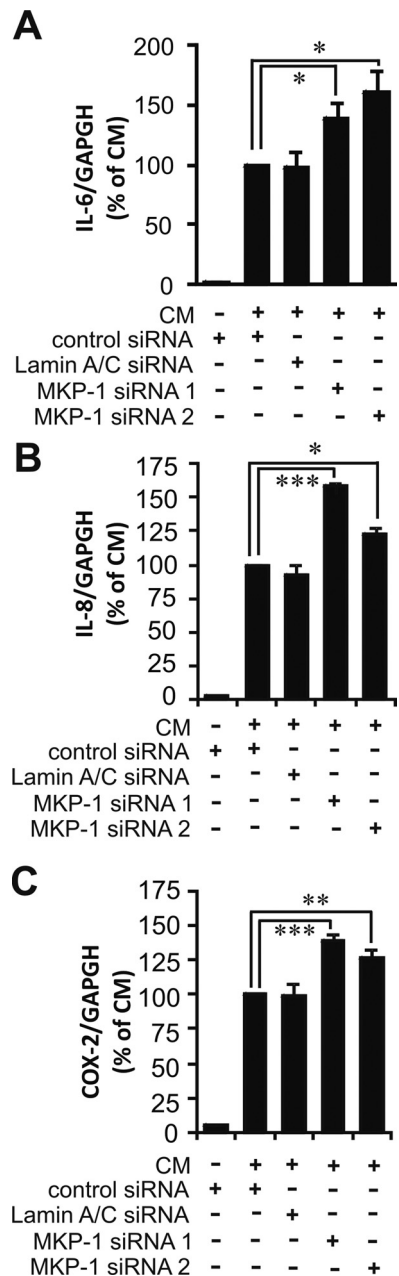 A
IL-6/GAPGH
(% of CM)
200
150
100
50
0
*
*
CM - + + + +
control siRNA + + - - -
Lamin A/C siRNA - - + - -
MKP-1 siRNA 1 - - - + -
MKP-1 siRNA 2 - - - - +
B
IL-8/GAPGH
(% of CM)
175
150
125
100
75
50
25
0
*
***
CM - + + + +
control siRNA + + - - -
Lamin A/C siRNA - - + - -
MKP-1 siRNA 1 - - - + -
MKP-1 siRNA 2 - - - - +
C
COX-2/GAPGH
(% of CM)
175
150
125
100
75
50
25
0
**
***
CM - + + + +
control siRNA + + - - -
Lamin A/C siRNA - - + - -
MKP-1 siRNA 1 - - - + -
MKP-1 siRNA 2 - - - - +